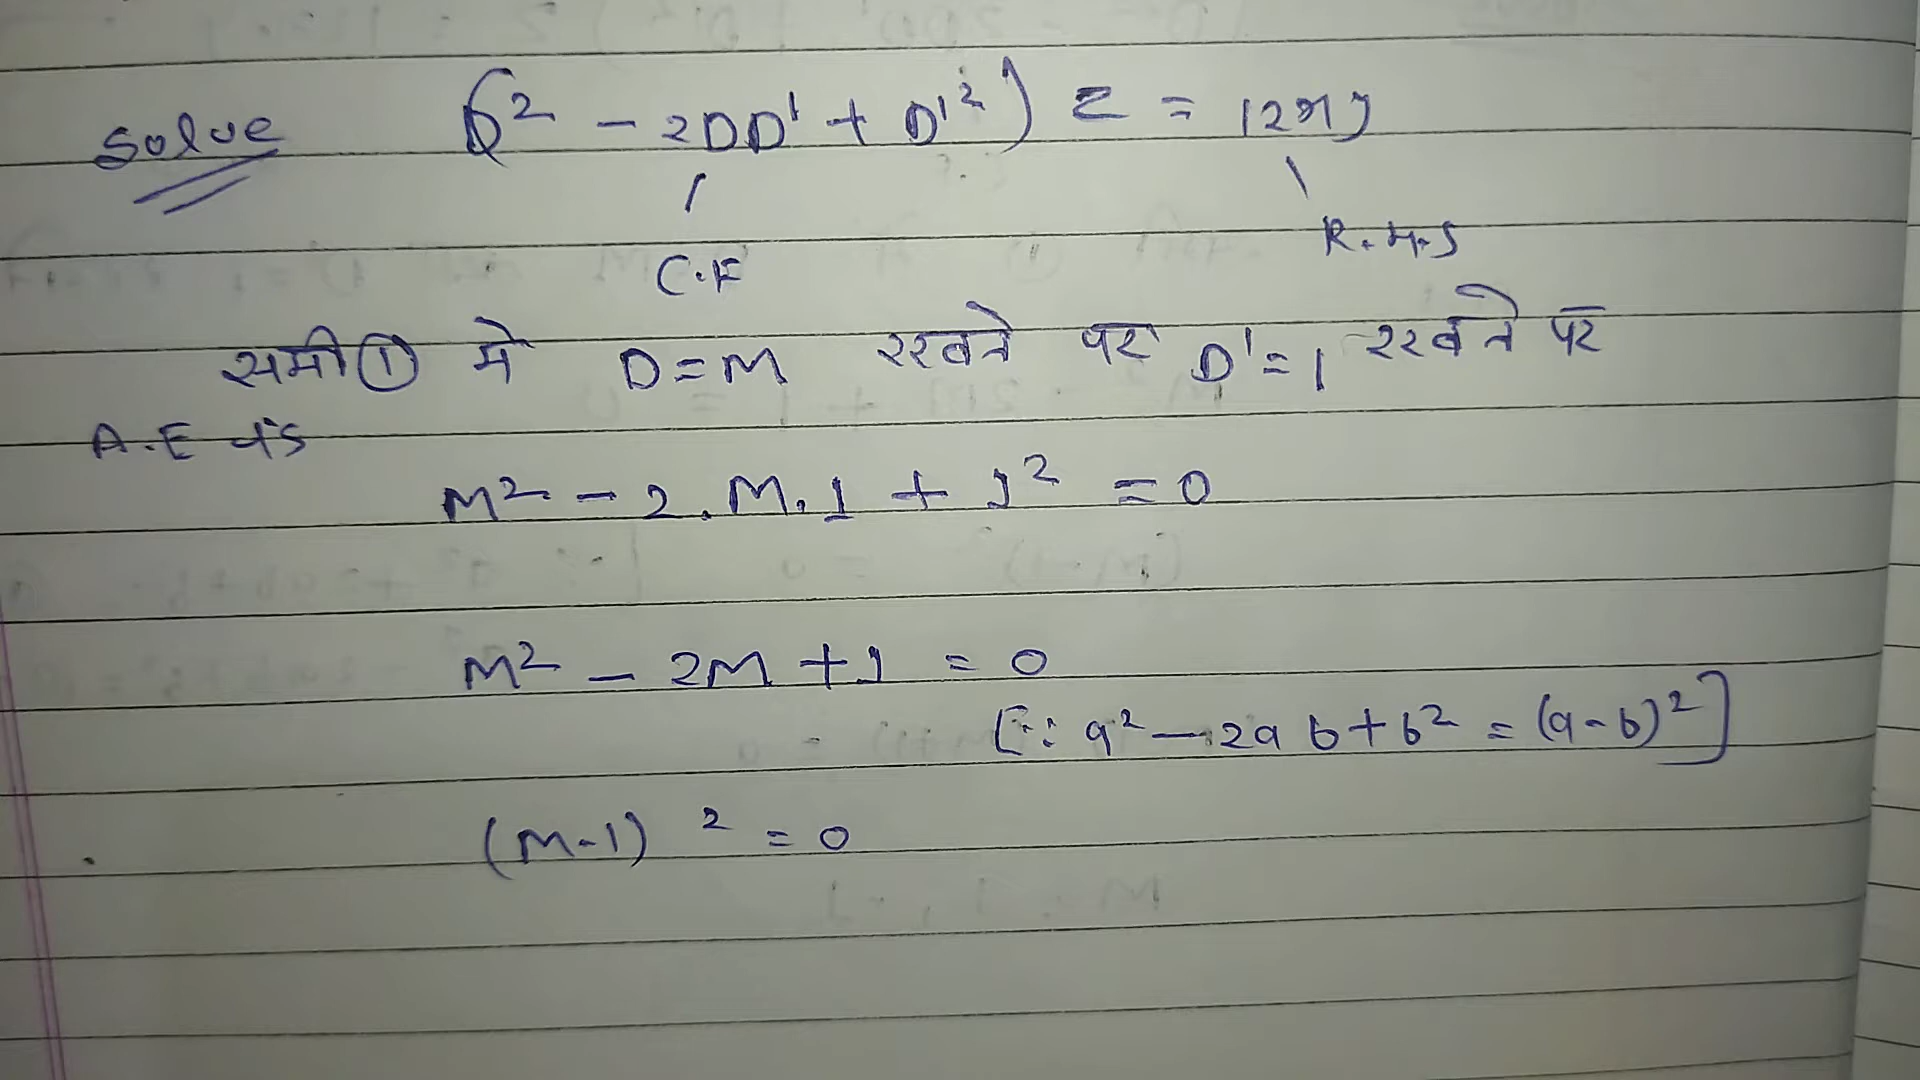 Solve (D² - 2DD' + D'²) z = 12xy
C.F
R.H.S
समी ① मे D=M रखने पर D'=1 रखने पर
A.E is
M² - 2.M.1 + 1² = 0
M² - 2M + 1 = 0
[∵ a² - 2ab + b² = (a-b)²]
(M-1)² = 0